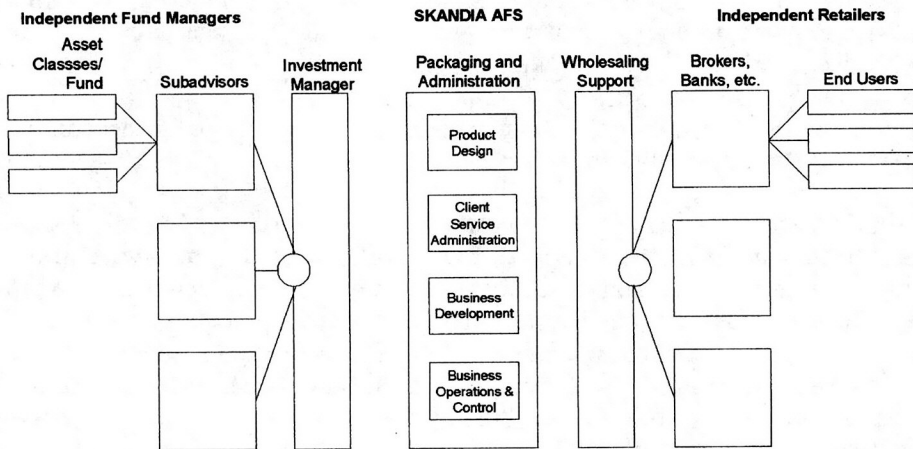 Independent Fund Managers
SKANDIA AFS
Independent Retailers
Asset
Classses/
Fund
Subadvisors
Investment
Manager
Packaging and
Administration
Wholesaling
Support
Brokers,
Banks, etc.
End Users
Product
Design
Client
Service
Administration
Business
Development
Business
Operations &
Control